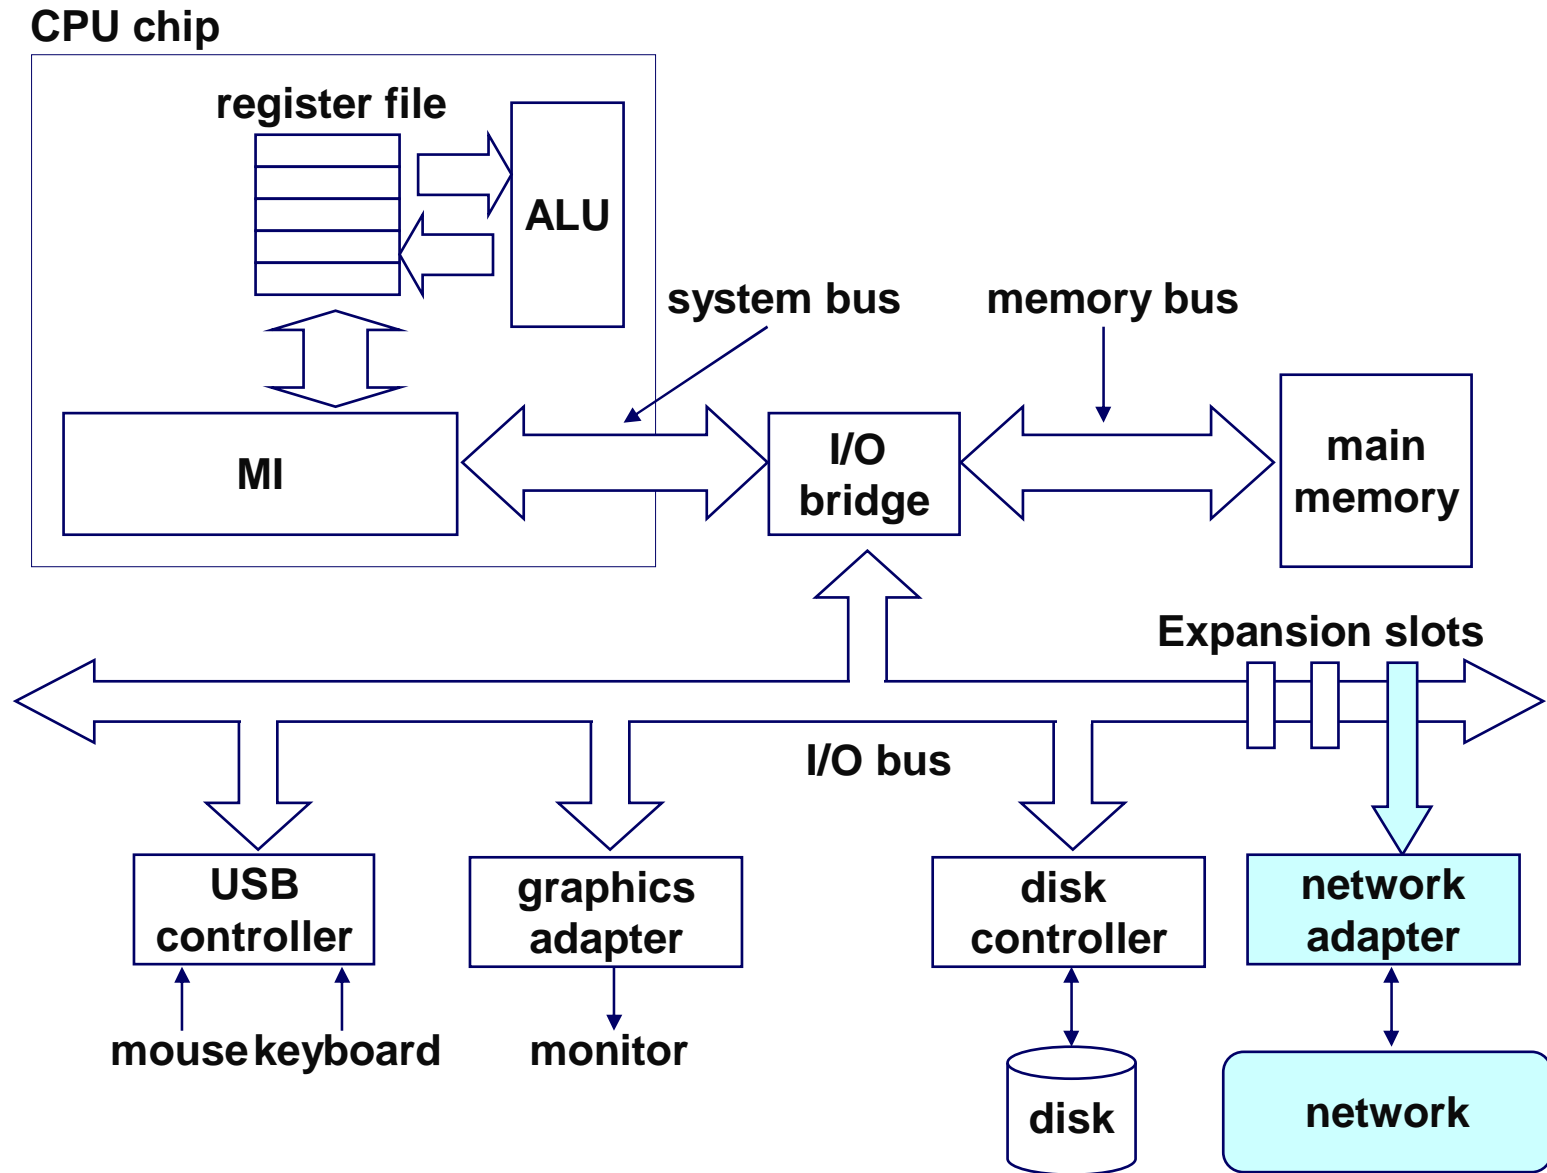 CPU chip
register file
ALU
system bus
memory bus
MI
I/O
bridge
main
memory
Expansion slots
I/O bus
USB
controller
graphics
adapter
disk
controller
network
adapter
mouse
keyboard
monitor
disk
network